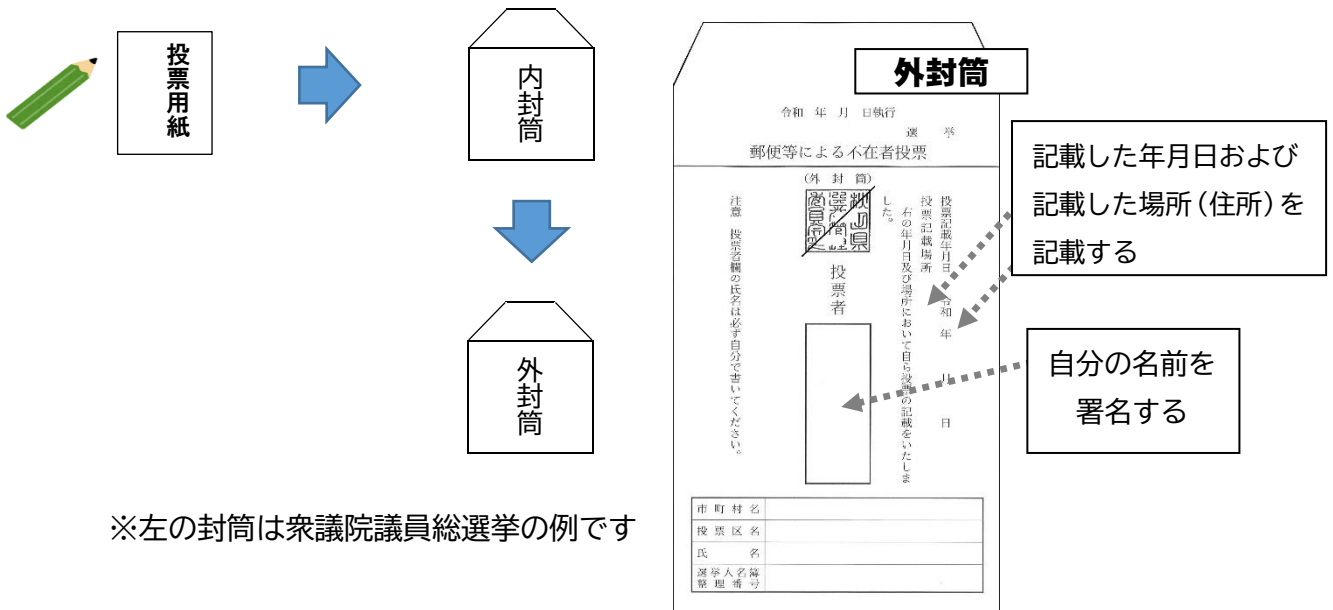 投票用紙
内封筒
外封筒
※左の封筒は衆議院議員総選挙の例です
外封筒
令和 年 月 日執行
選 挙
郵便等による不在者投票
(外封筒)
投票記載年月日 令和 年 月 日
投票記載場所
右の年月日及び場所において自ら投票の記載をいたしま
した。
投票者
注意 投票者欄の氏名は必ず自分で書いてください。
市町村名
投票区名
氏 名
選挙人名簿
整理番号
記載した年月日および
記載した場所(住所)を
記載する
自分の名前を
署名する